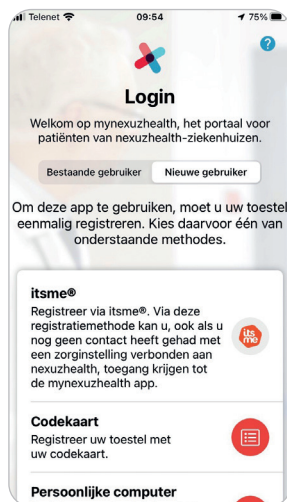 Telenet 09:54 75%
?
Login
Welkom op mynexuzhealth, het portaal voor
patiënten van nexuzhealth-ziekenhuizen.
Bestaande gebruiker Nieuwe gebruiker
Om deze app te gebruiken, moet u uw toestel
eenmalig registreren. Kies daarvoor één van
onderstaande methodes.
itsme®
Registreer via itsme®. Via deze
registratiemethode kan u, ook als u
nog geen contact heeft gehad met
een zorginstelling verbonden aan
nexuzhealth, toegang krijgen tot
de mynexuzhealth app.
its
me
Codekaart
Registreer uw toestel met
uw codekaart.
Persoonlijke computer